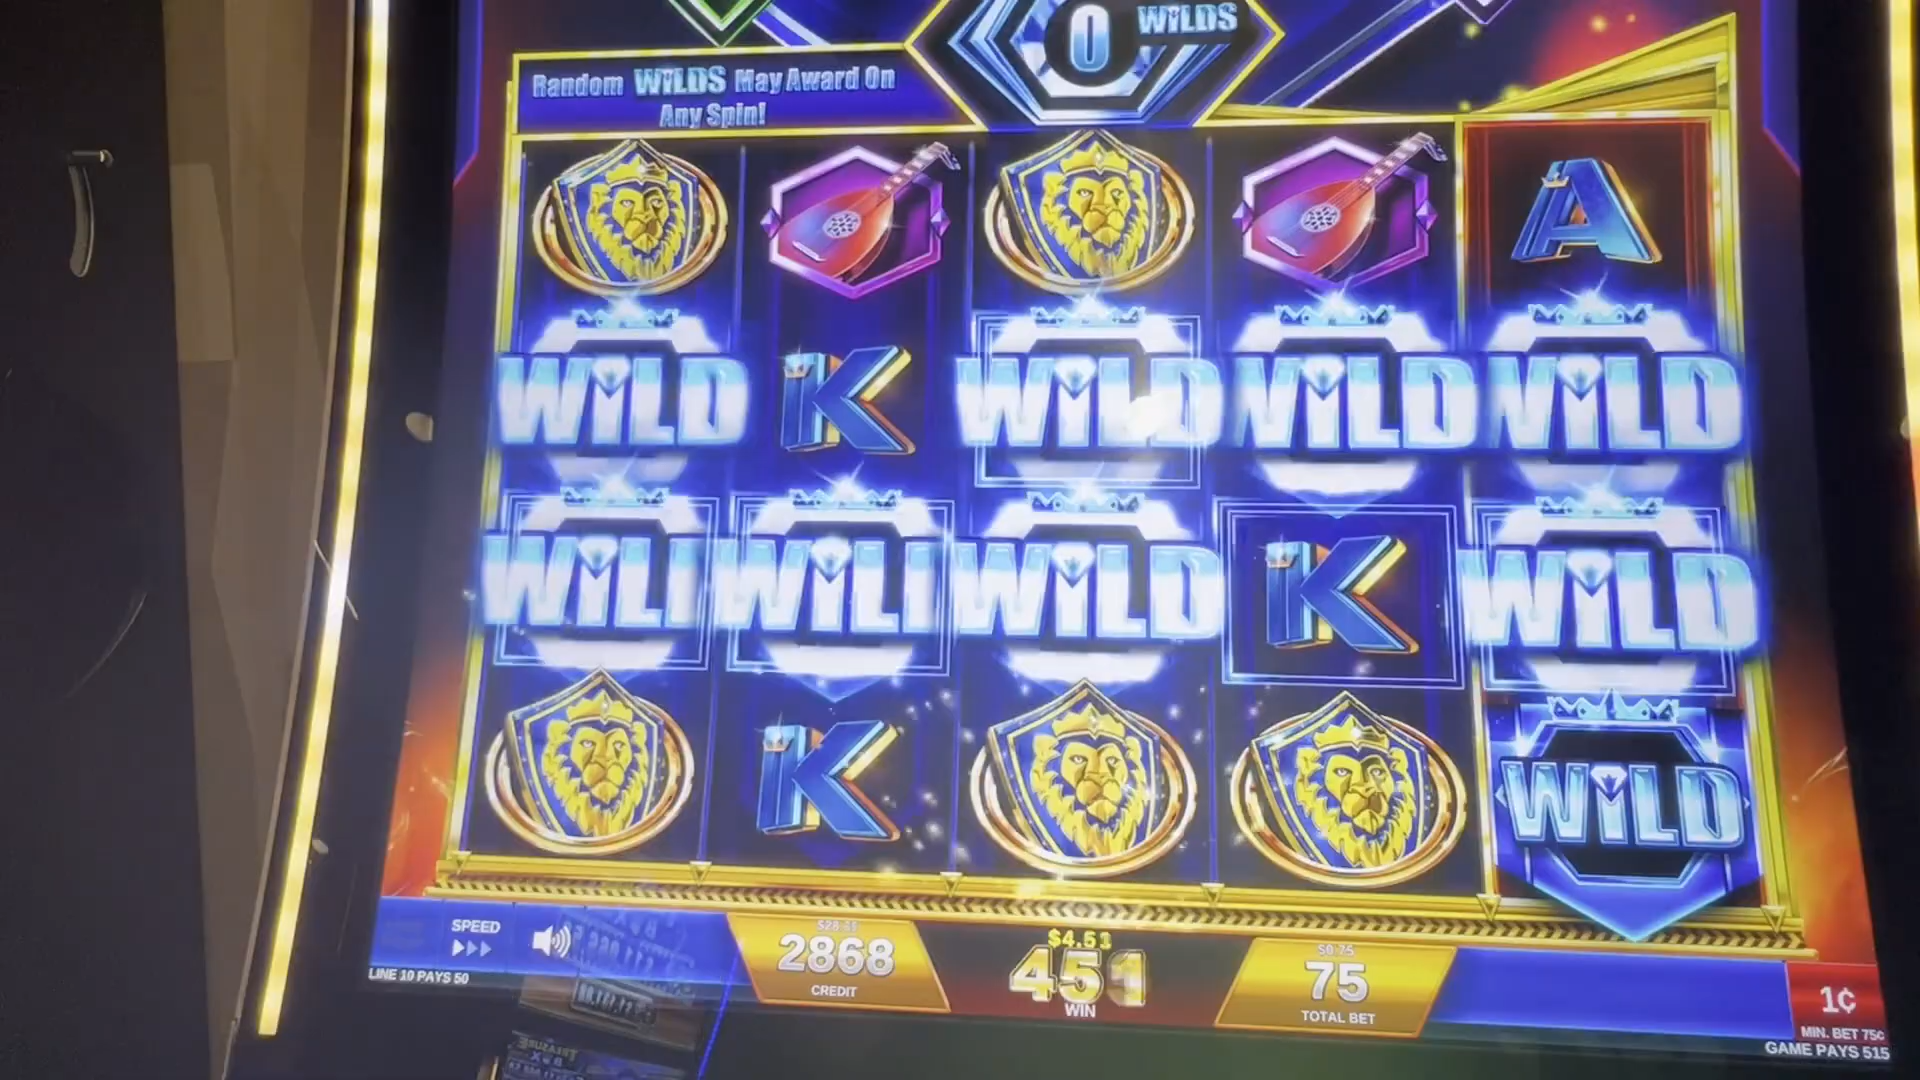 0 WILDS
Random WILDS May Award On
Any Spin!
A
WILD K WILD WILD WILD
WILD WILD WILD K WILD
K WILD
SPEED
2868
CREDIT
$4.51
451
WIN
$0.75
75
TOTAL BET
1¢
MIN. BET 75¢
LINE 10 PAYS 50
GAME PAYS 515